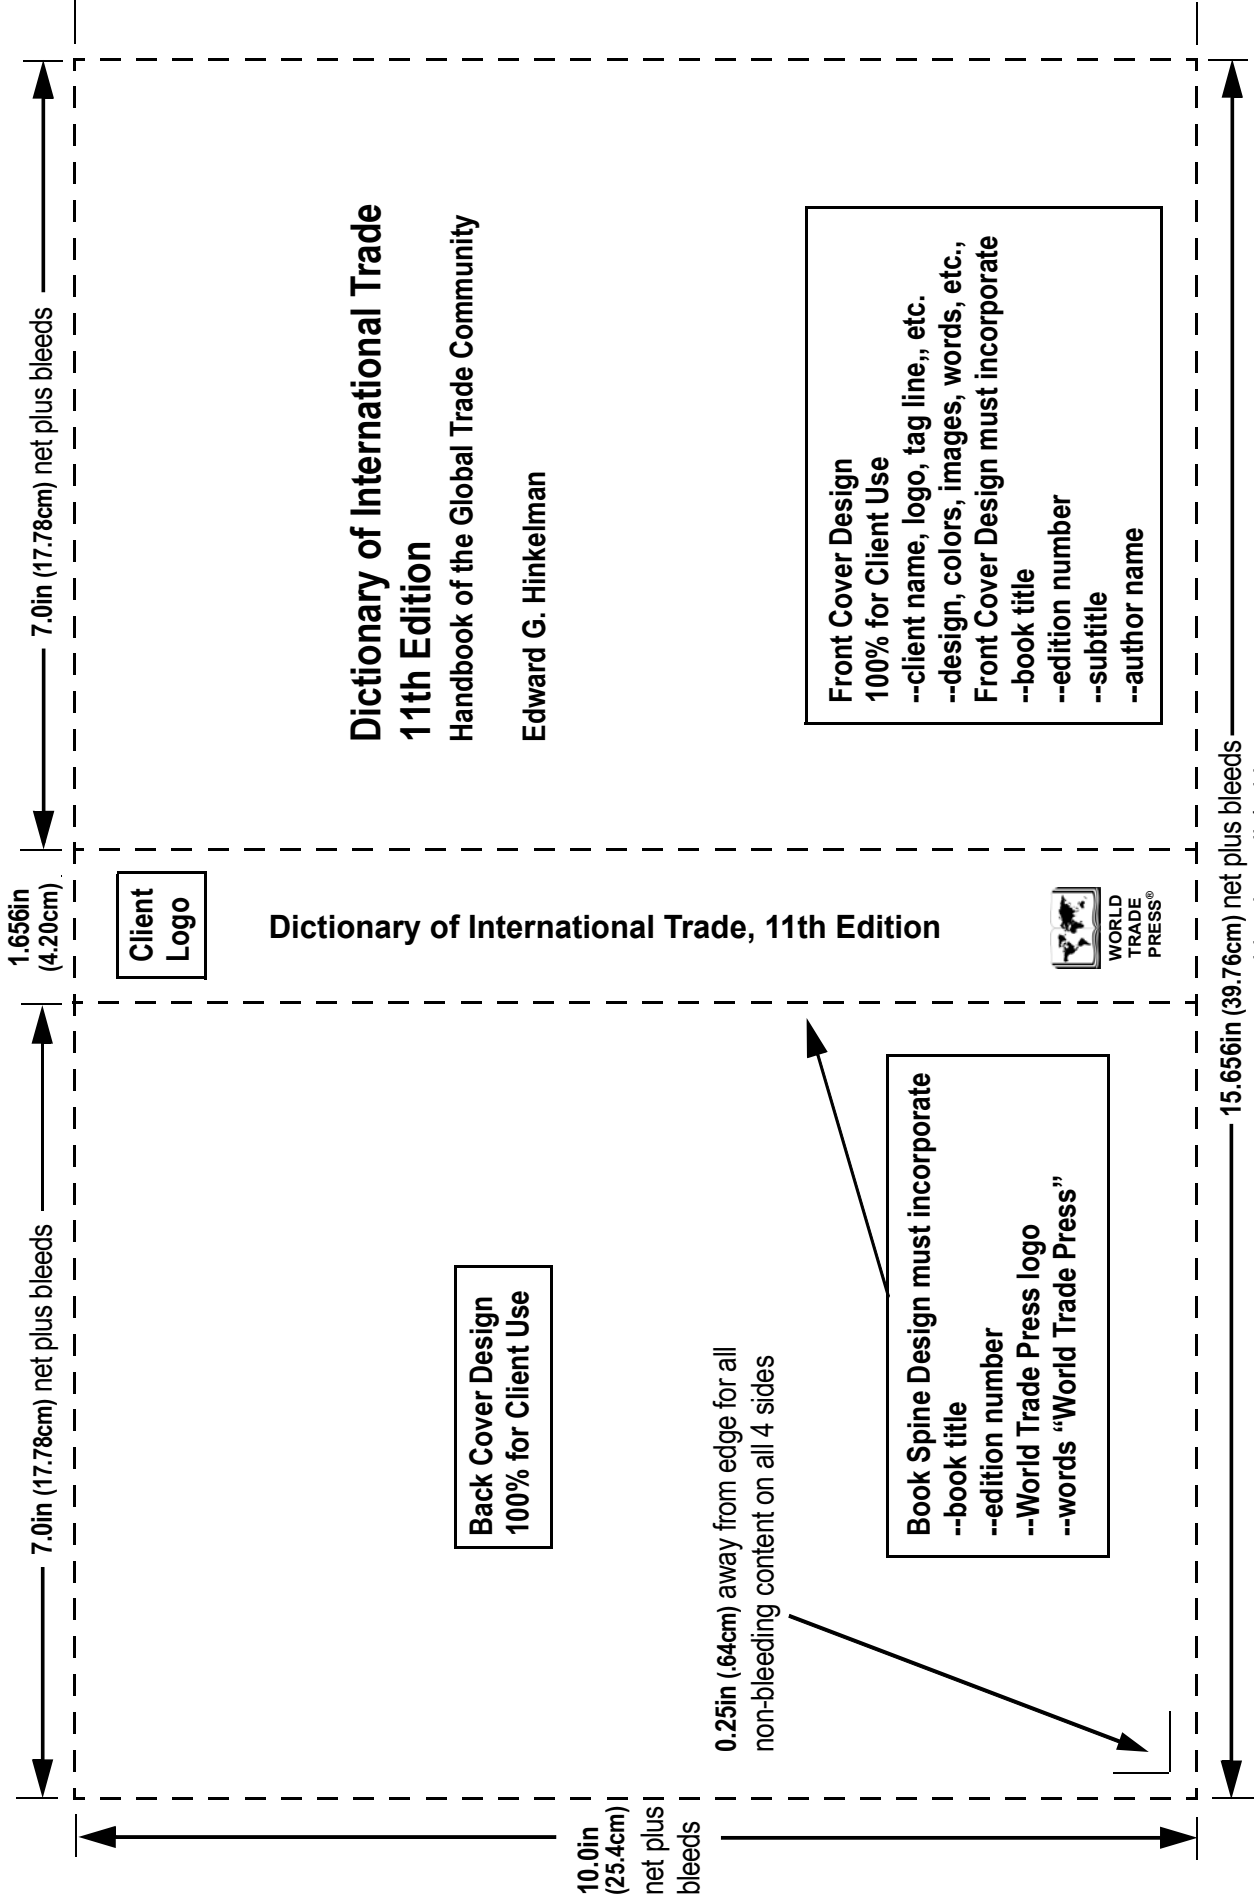 7.0in (17.78cm) net plus bleeds
1.656in
(4.20cm)
7.0in (17.78cm) net plus bleeds
10.0in
(25.4cm)
net plus
bleeds
Back Cover Design
100% for Client Use
0.25in (.64cm) away from edge for all
non-bleeding content on all 4 sides
Book Spine Design must incorporate
--book title
--edition number
--World Trade Press logo
--words “World Trade Press”
Client
Logo
Dictionary of International Trade, 11th Edition
WORLD
TRADE
PRESS®
Dictionary of International Trade
11th Edition
Handbook of the Global Trade Community
Edward G. Hinkelman
Front Cover Design
100% for Client Use
--client name, logo, tag line,, etc.
--design, colors, images, words, etc.,
Front Cover Design must incorporate
--book title
--edition number
--subtitle
--author name
15.656in (39.76cm) net plus bleeds